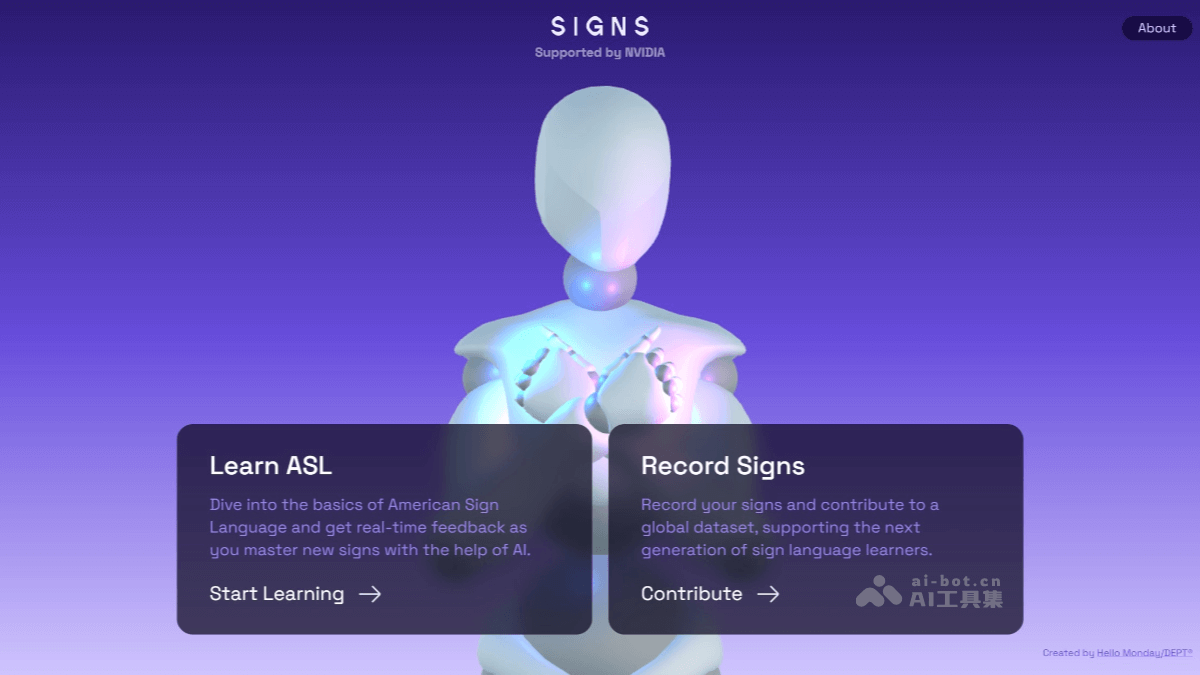 SIGNS
Supported by NVIDIA
About
Learn ASL
Dive into the basics of American Sign
Language and get real-time feedback as
you master new signs with the help of AI.
Start Learning
Record Signs
Record your signs and contribute to a
global dataset, supporting the next
generation of sign language learners.
Contribute
ai-bot.cn
AI工具集
Created by Hello Monday/DEPT®